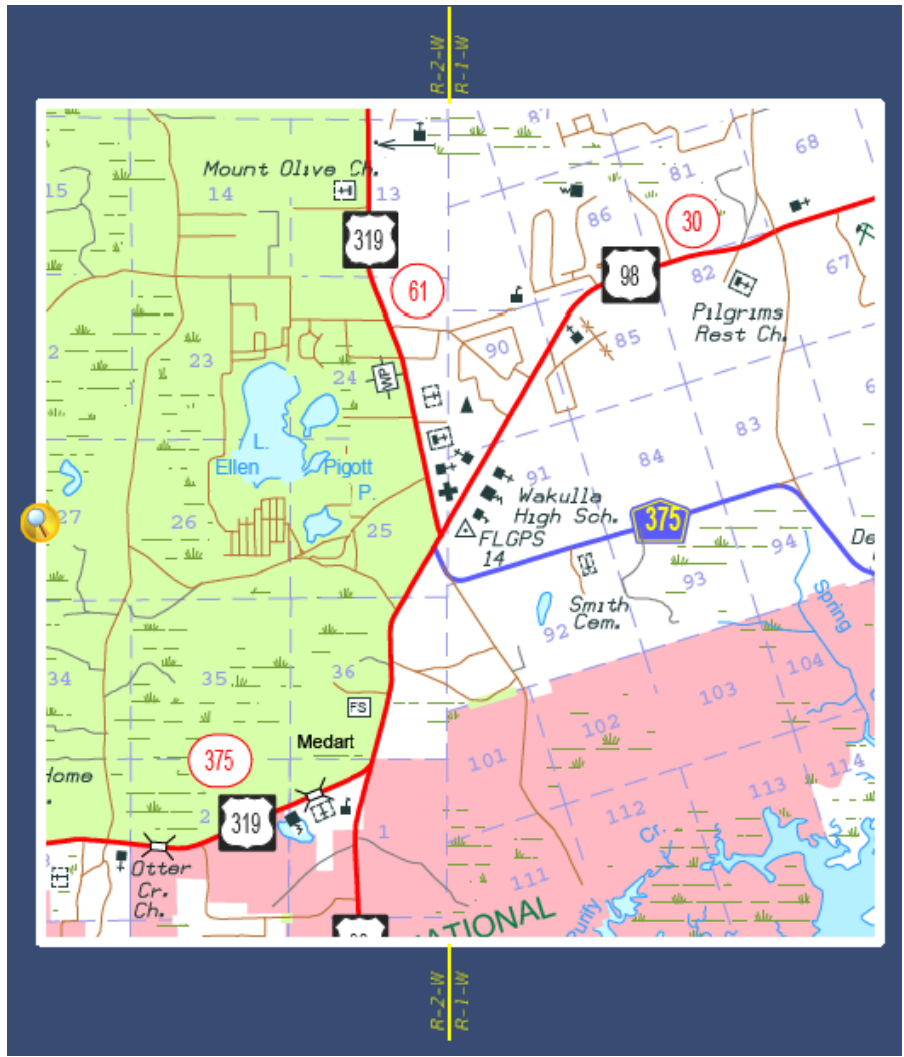 R-2-W R-1-W
87
68
Mount Olive Ch.
81
15
14
13
86
30
319
98
82
67
61
Pilgrims
Rest Ch.
85
23
24
90
WP
83
L.
Ellen
Pigott
P.
84
91
Wakulla
High Sch.
375
27
26
25
FLGPS
14
94
De
93
Smith
Cem.
92
Spring
34
35
36
104
103
FS
102
Medart
101
375
Home
113
114
112
319
2
1
Cr.
Otter
Cr.
Ch.
111
ATIONAL
R-2-W R-1-W